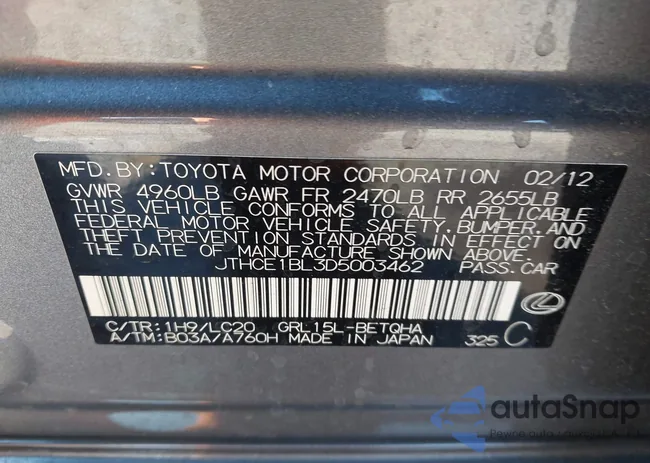 MFD. BY: TOYOTA MOTOR CORPORATION 02/12
GVWR 4960LB GAWR FR 2470LB RR 2655LB
THIS VEHICLE CONFORMS TO ALL APPLICABLE
FEDERAL MOTOR VEHICLE SAFETY, BUMPER, AND
THEFT PREVENTION STANDARDS IN EFFECT ON
THE DATE OF MANUFACTURE SHOWN ABOVE.
JTHCE1BL3D5003462 PASS. CAR
C/TR: 1H9/LC20 GRL15L-BETQHA
A/TM: B03A/A760H MADE IN JAPAN 325 C
autaSnap